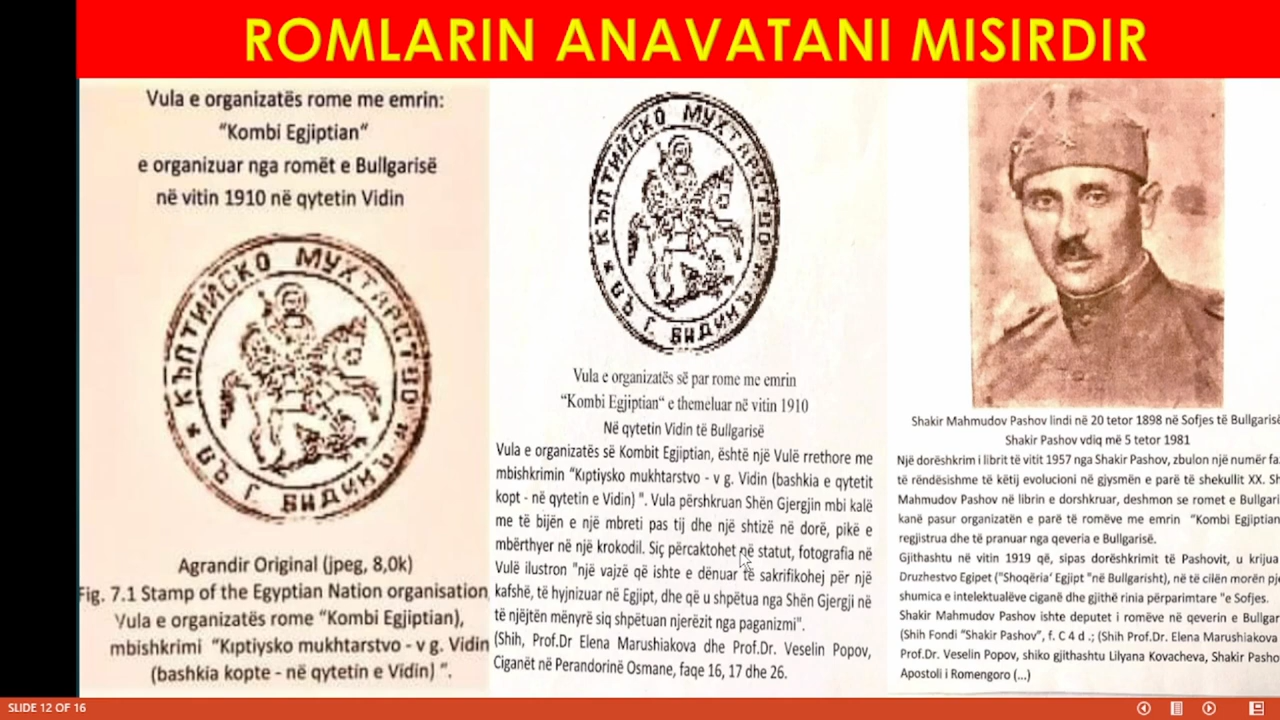 ROMLARIN ANAVATANI MISIRDIR
Vula e organizatës rome me emrin:
“Kombi Egjiptian“
e organizuar nga romët e Bullgarisë
në vitin 1910 në qytetin Vidin
КЪПТИЙСКО МУХТАРСТВО
ВЪ Г. ВИДИН
Agrandir Original (jpeg, 8,0k)
Fig. 7.1 Stamp of the Egyptian Nation organisation
Vula e organizatës rome “Kombi Egjiptian),
mbishkrimi “Kıptiysko mukhtarstvo - v g. Vidin
(bashkia kopte - në qytetin e Vidin) “.
КЪПТИЙСКО МУХТАРСТВО
ВЪ Г. ВИДИН
Vula e organizatës së par rome me emrin
“Kombi Egjiptian“ e themeluar në vitin 1910
Në qytetin Vidin të Bullgarisë
Vula e organizatës së Kombit Egjiptian, është një Vulë rrethore me
mbishkrimin “Kıptiysko mukhtarstvo - v g. Vidin (bashkia e qytetit
kopt - në qytetin e Vidin) ". Vula përshkruan Shën Gjergjin mbi kalë
me të bijën e një mbreti pas tij dhe një shtizë në dorë, pikë e
mbërthyer në një krokodil. Siç përcaktohet në statut, fotografia në
Vulë ilustron "një vajzë që ishte e dënuar të sakrifikohej për një
kafshë, të hyjnizuar në Egjipt, dhe që u shpëtua nga Shën Gjergji në
të njëjtën mënyrë siq shpëtuan njerëzit nga paganizmi".
(Shih, Prof.Dr Elena Marushiakova dhe Prof.Dr. Veselin Popov,
Ciganët në Perandorinë Osmane, faqe 16, 17 dhe 26.
Shakir Mahmudov Pashov lindi në 20 tetor 1898 në Sofjes të Bullgarisë
Shakir Pashov vdiq më 5 tetor 1981
Një dorëshkrim i librit të vitit 1957 nga Shakir Pashov, zbulon një numër fa
të rëndësishme të këtij evolucioni në gjysmën e parë të shekullit XX. Sh
Mahmudov Pashov në librin e dorshkruar, deshmon se romet e Bullgari
kanë pasur organizatën e parë të romëve me emrin “Kombi Egjiptian
regjistrua dhe të pranuar nga qeveria e Bullgarisë.
Gjithashtu në vitin 1919 që, sipas dorëshkrimit të Pashovit, u krijua
Druzhestvo Egipet ("Shoqëria‘ Egjipt "në Bullgarisht), në të cilën morën pj
shumica e intelektualëve ciganë dhe gjithë rinia përparimtare "e Sofjes.
Shakir Mahmudov Pashov ishte deputet i romëve në qeverin e Bullgar
(Shih Fondi “Shakir Pashov”, f. C 4 d .; (Shih Prof.Dr. Elena Marushiakova
Prof.Dr. Veselin Popov, shiko gjithashtu Lilyana Kovacheva, Shakir Pasho
Apostoli i Romengoro (...)
SLIDE 12 OF 16